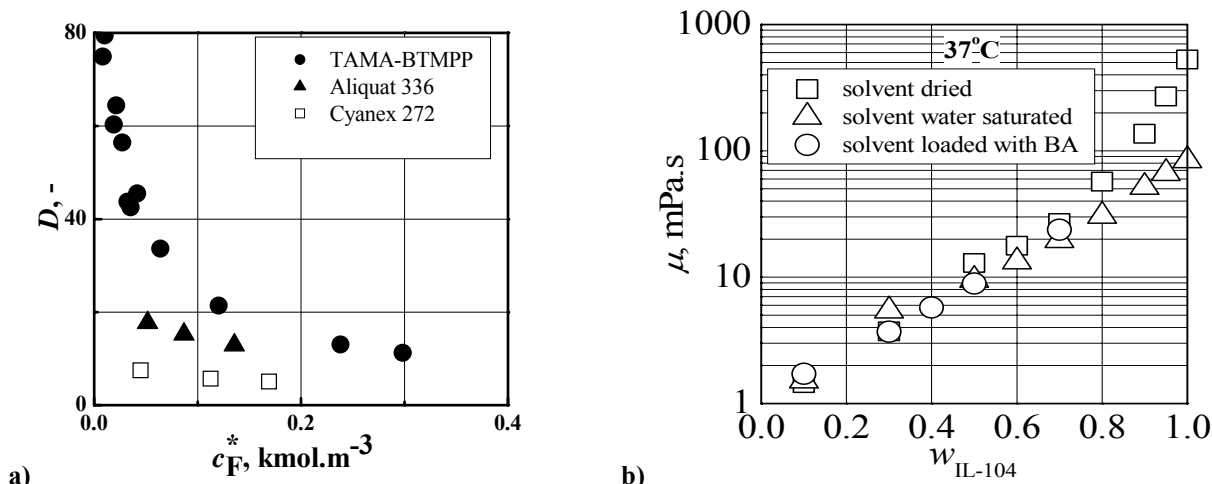 80
40
0
D, -
0.0
0.2
0.4
c*F, kmol.m-3
TAMA-BTMPP
Aliquat 336
Cyanex 272
a)
1000
100
10
1
μ, mPa.s
37°C
solvent dried
solvent water saturated
solvent loaded with BA
0.0 0.2 0.4 0.6 0.8 1.0
wIL-104
b)